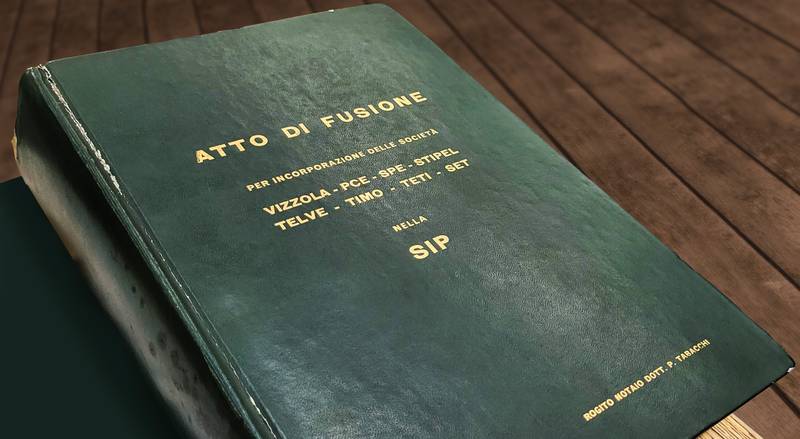 ATTO DI FUSIONE
PER INCORPORAZIONE DELLE SOCIETÀ
VIZZOLA - PCE - SPE - STIPEL
TELVE - TIMO - TETI - SET
NELLA
SIP
ROGITO NOTAIO DOTT. P. TABACCHI